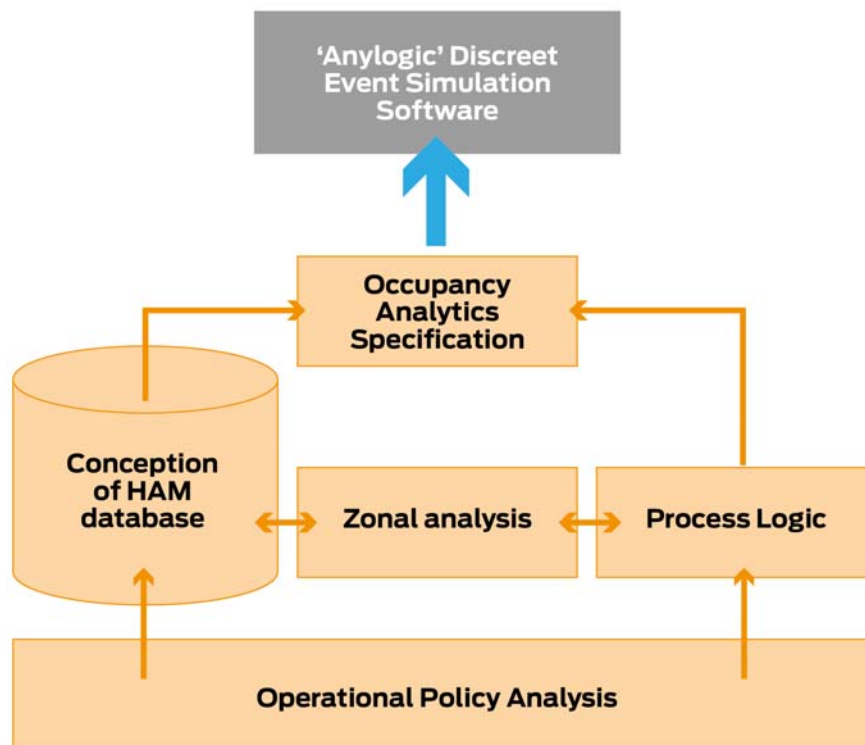 ‘Anylogic’ Discreet
Event Simulation
Software
Occupancy
Analytics
Specification
Conception
of HAM
database
Zonal analysis
Process Logic
Operational Policy Analysis